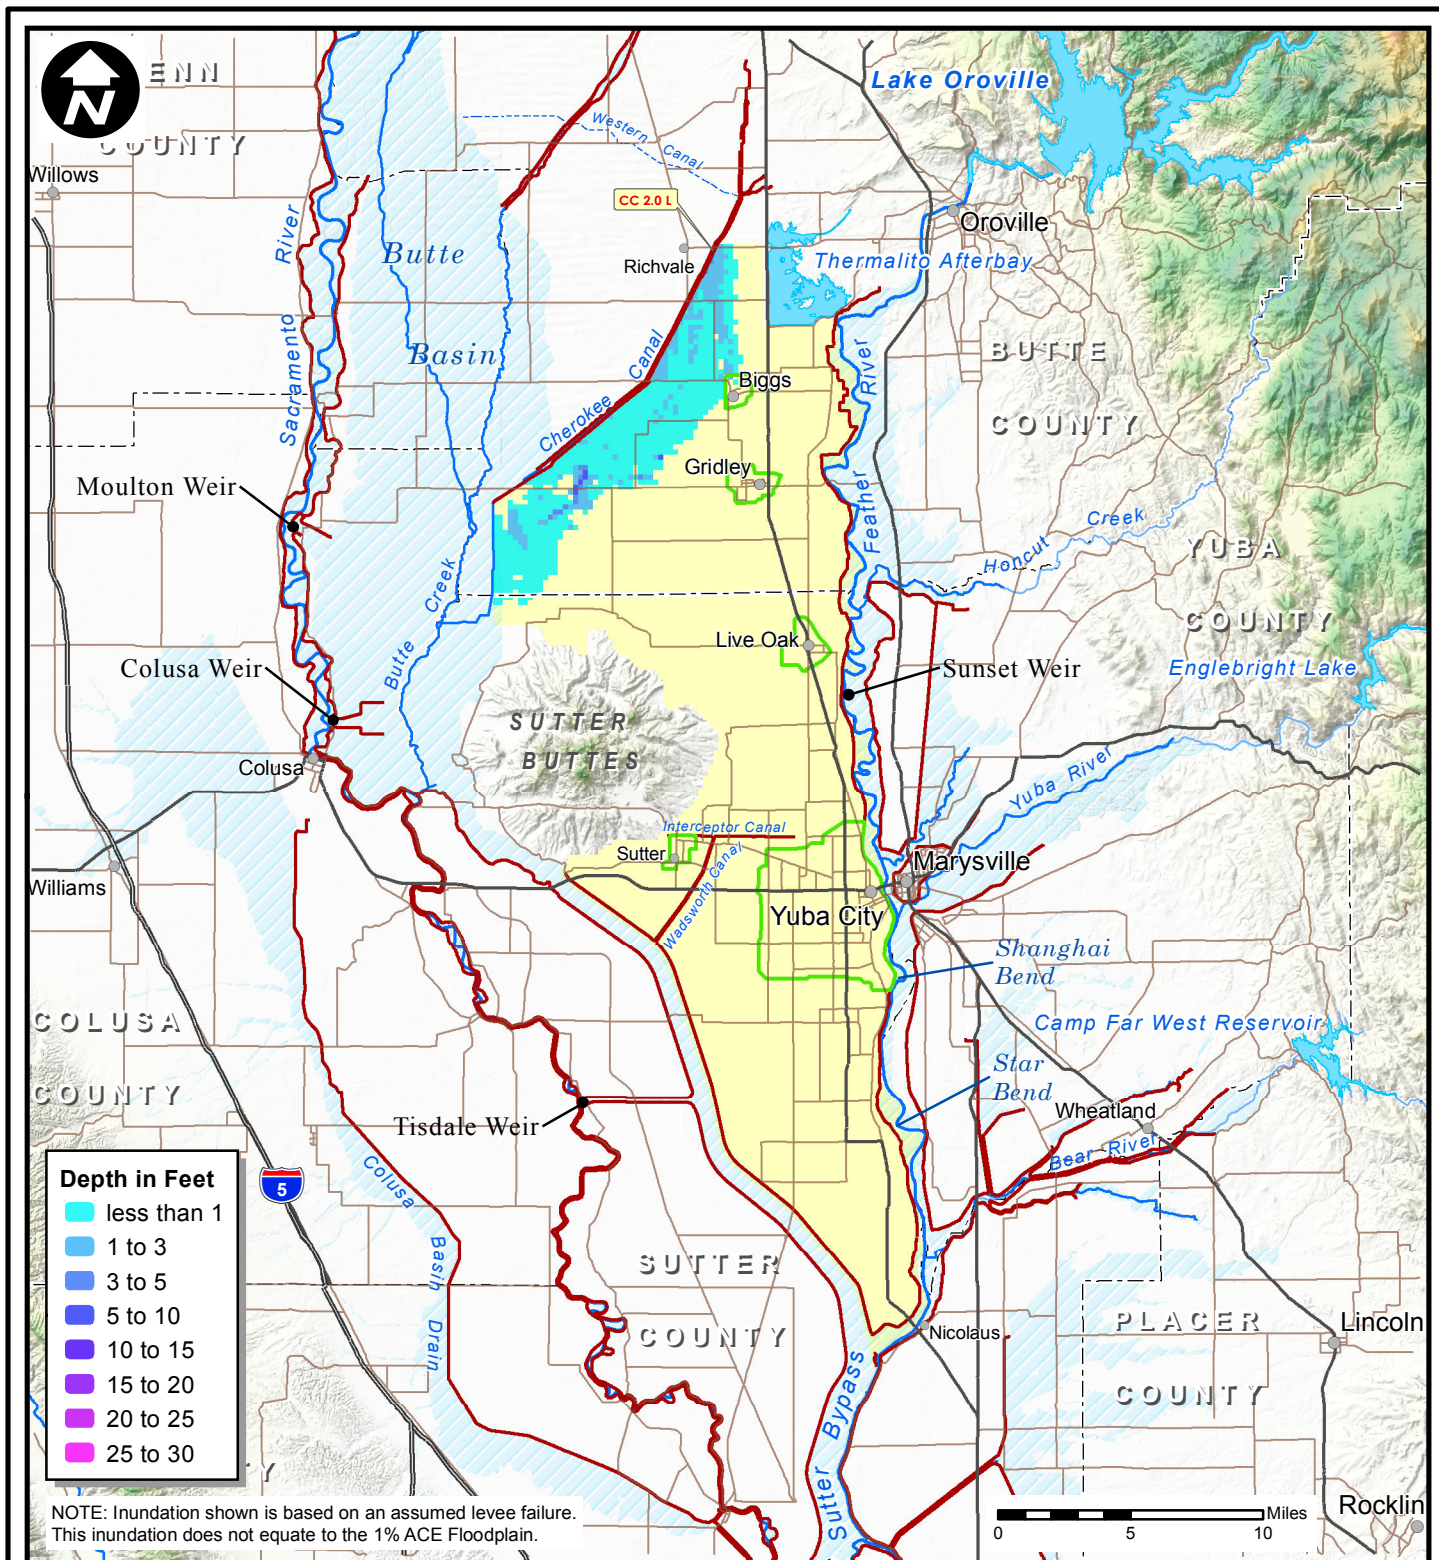 N
ENN
COUNTY
Lake Oroville
Western Canal
Willows
CC 2.0 L
Oroville
Sacramento River
Butte
Basin
Richvale
Thermalito Afterbay
BUTTE
COUNTY
Cherokee Canal
Biggs
Feather River
Gridley
Moulton Weir
Honcut Creek
YUBA
COUNTY
Butte Creek
Live Oak
Colusa Weir
Sunset Weir
Englebright Lake
SUTTER
BUTTES
Colusa
Yuba River
Interceptor Canal
Sutter
Wadsworth Canal
Marysville
Williams
Yuba City
Shanghai
Bend
COLUSA
COUNTY
Camp Far West Reservoir
Star
Bend
Tisdale Weir
Wheatland
Bear River
Depth in Feet
less than 1
1 to 3
3 to 5
5 to 10
10 to 15
15 to 20
20 to 25
25 to 30
5
Colusa Basin Drain
SUTTER
COUNTY
PLACER
COUNTY
Nicolaus
Lincoln
Sutter Bypass
Y
NOTE: Inundation shown is based on an assumed levee failure.
This inundation does not equate to the 1% ACE Floodplain.
Miles
0 5 10
Rocklin